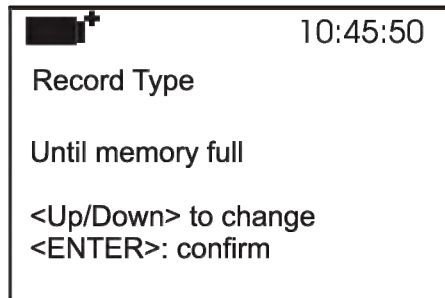 10:45:50
Record Type
Until memory full
<Up/Down> to change
<ENTER>: confirm